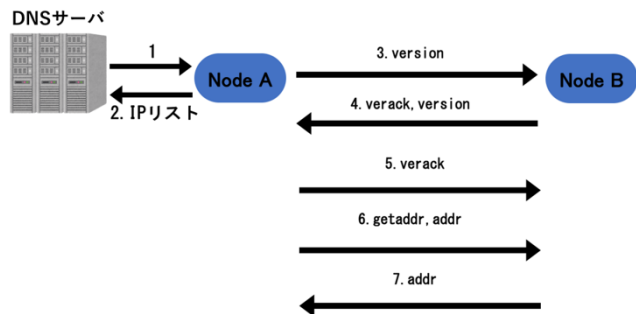 DNSサーバ
1
2. IPリスト
Node A
3.version
Node B
4.verack,version
5.verack
6.getaddr,addr
7.addr